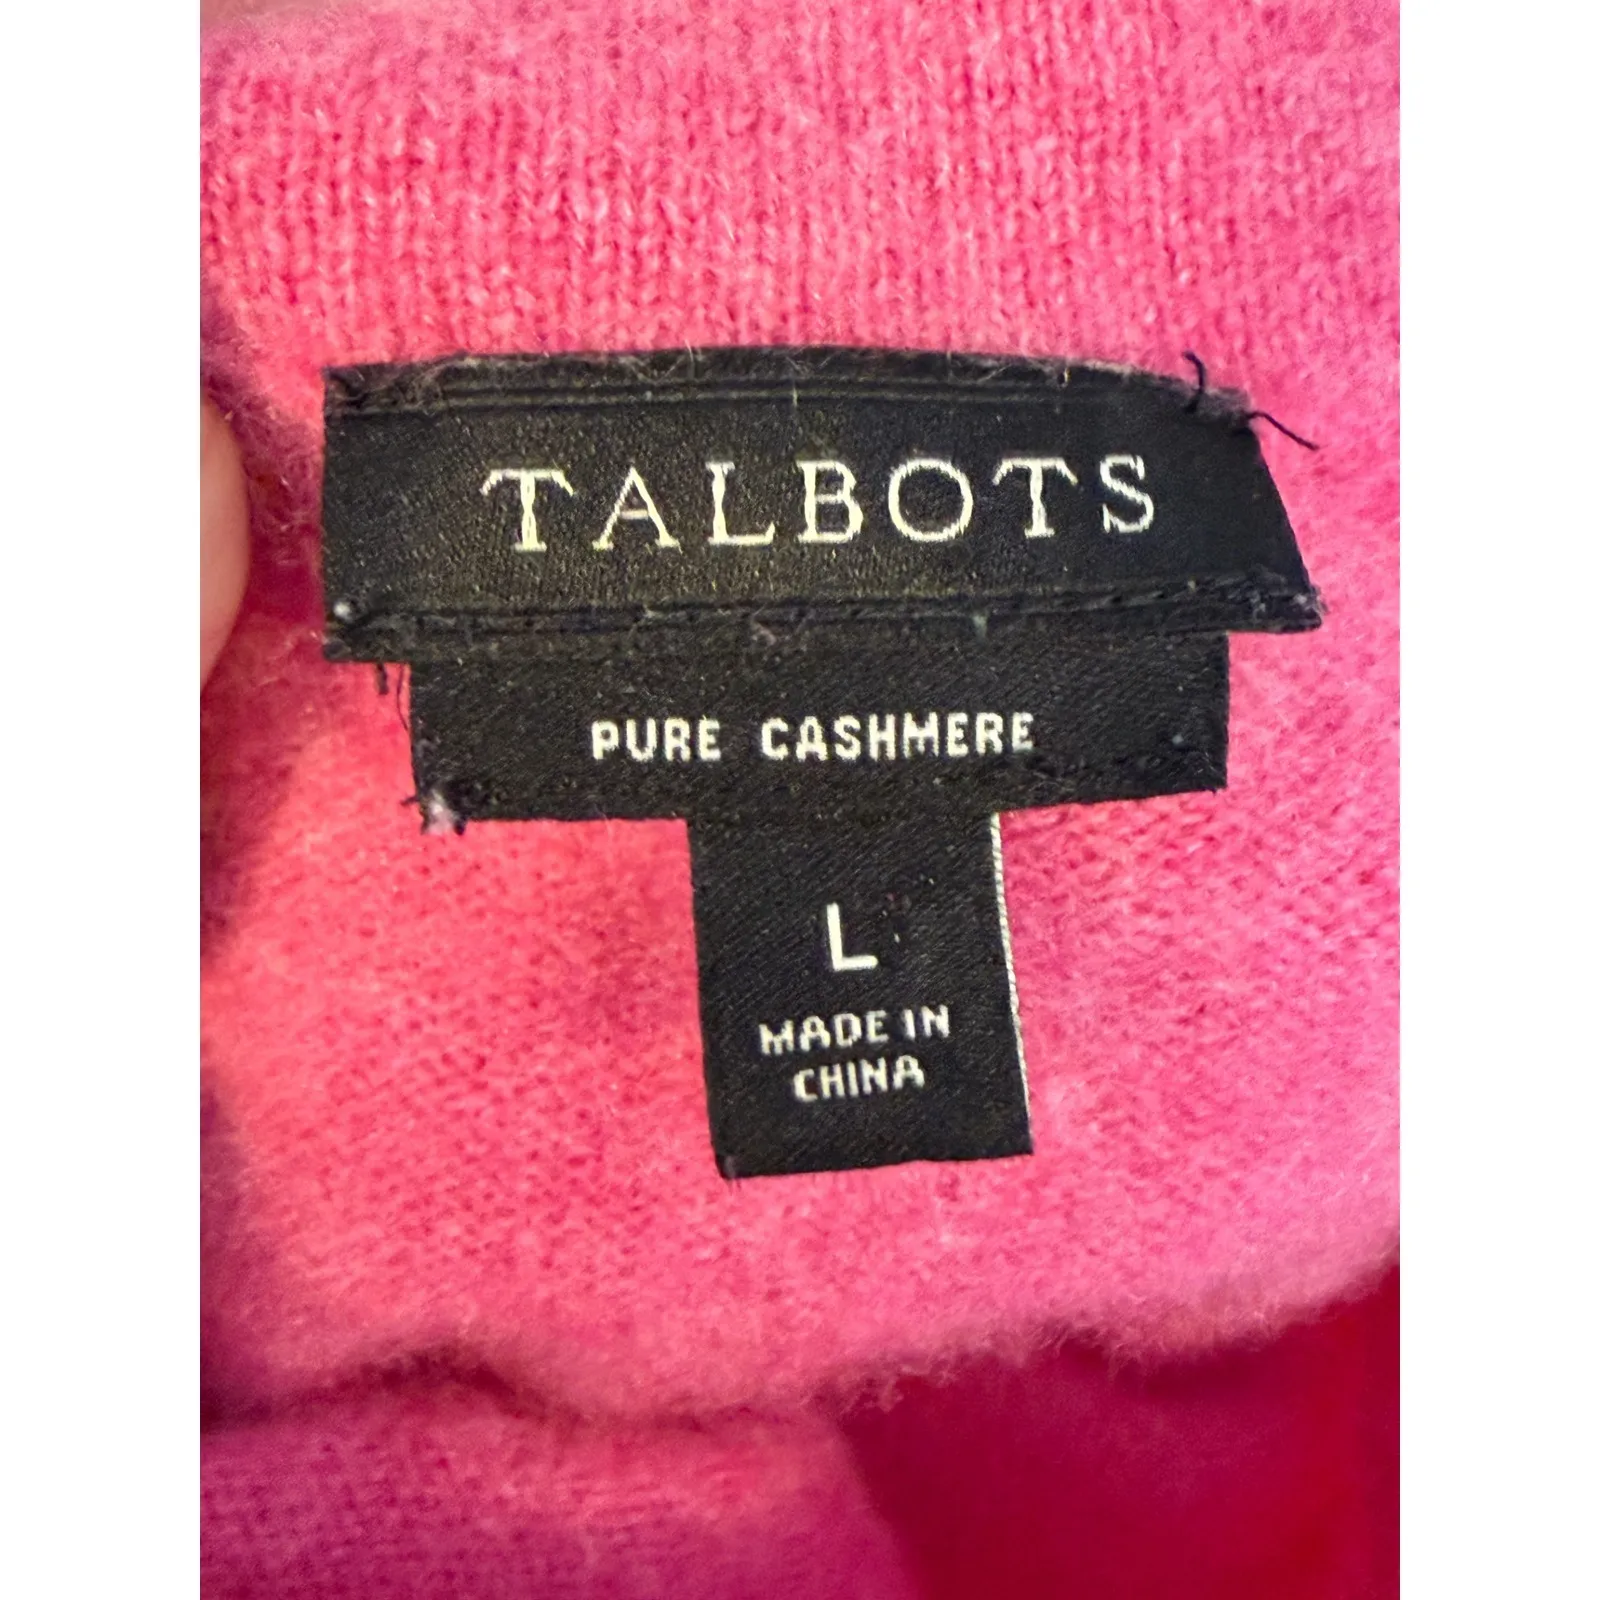 TALBOTS
PURE CASHMERE
L
MADE IN
CHINA